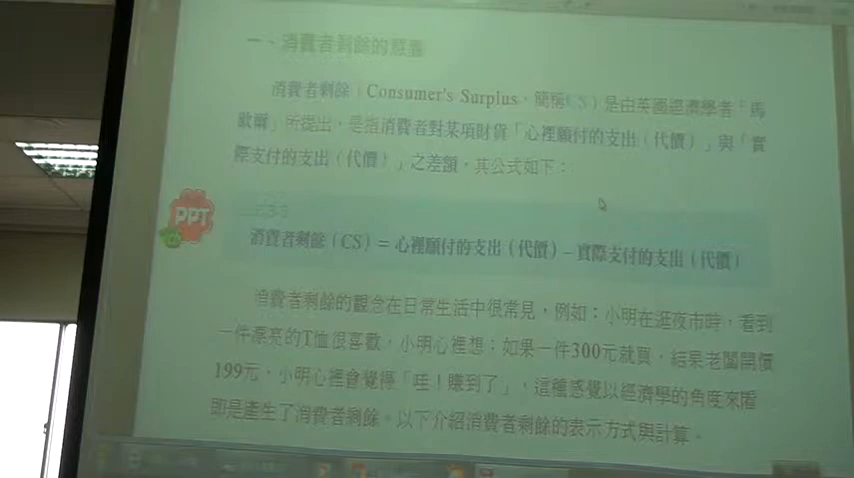 一、消費者剩餘的意義
消費者剩餘（Consumer's Surplus，簡稱CS）是由英國經濟學者「馬
歇爾」所提出，是指消費者對某項財貨「心裡願付的支出（代價）」與「實
際支付的支出（代價）」之差額，其公式如下：
PPT
消費者剩餘（CS）＝心裡願付的支出（代價）－實際支付的支出（代價）
消費者剩餘的觀念在日常生活中很常見，例如：小明在逛夜市時，看到
一件漂亮的T恤很喜歡，小明心裡想：如果一件300元就買，結果老闆開價
199元，小明心裡會覺得「哇！賺到了」，這種感覺以經濟學的角度來看
即是產生了消費者剩餘。以下介紹消費者剩餘的表示方式與計算。